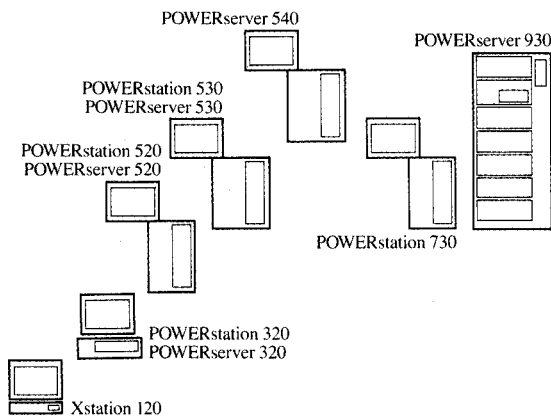 POWERserver 540
POWERserver 930
POWERstation 530
POWERserver 530
POWERstation 520
POWERserver 520
POWERstation 730
POWERstation 320
POWERserver 320
Xstation 120